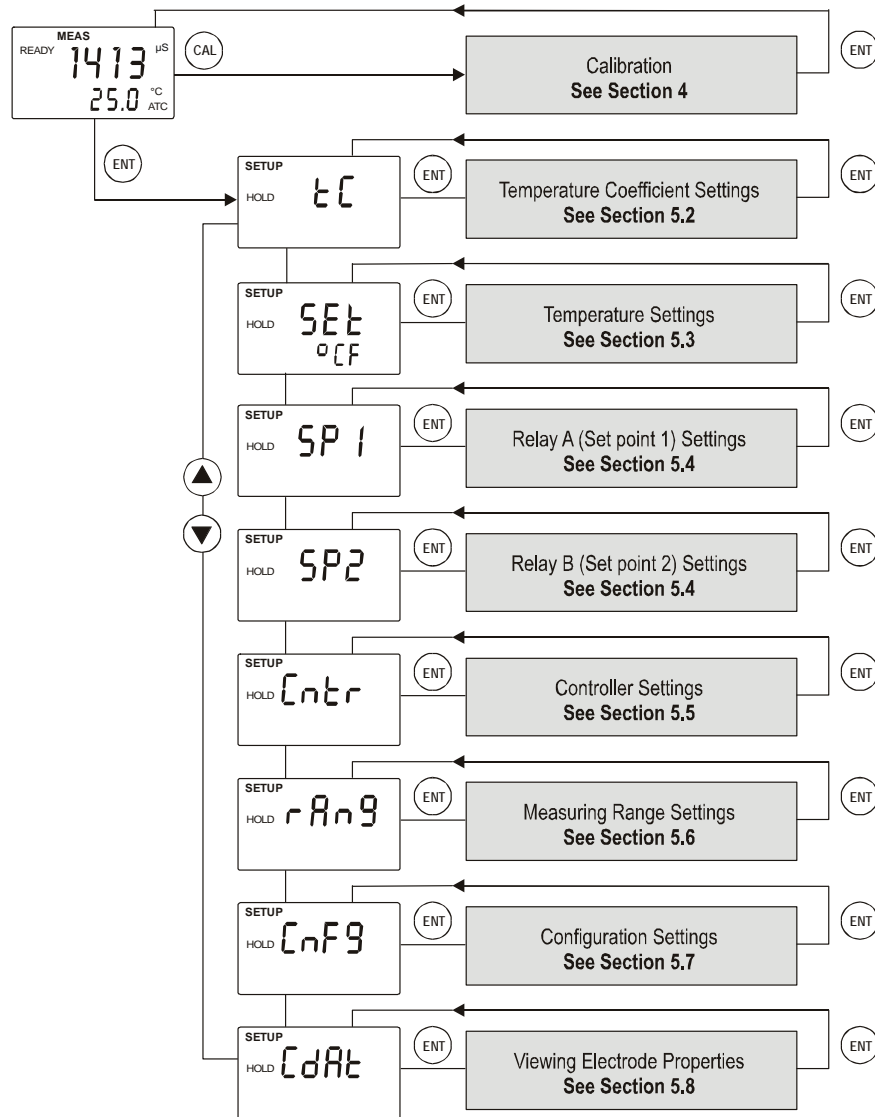 MEAS
READY 1413 µS
25.0 °C
ATC
CAL
Calibration
See Section 4
ENT
ENT
SETUP
HOLD tC
ENT
Temperature Coefficient Settings
See Section 5.2
ENT
SETUP
HOLD SEt
°CF
ENT
Temperature Settings
See Section 5.3
ENT
SETUP
HOLD SP1
ENT
Relay A (Set point 1) Settings
See Section 5.4
ENT
SETUP
HOLD SP2
ENT
Relay B (Set point 2) Settings
See Section 5.4
ENT
SETUP
HOLD Cntr
ENT
Controller Settings
See Section 5.5
ENT
SETUP
HOLD rAng
ENT
Measuring Range Settings
See Section 5.6
ENT
SETUP
HOLD CnFg
ENT
Configuration Settings
See Section 5.7
ENT
SETUP
HOLD CdAt
ENT
Viewing Electrode Properties
See Section 5.8
ENT